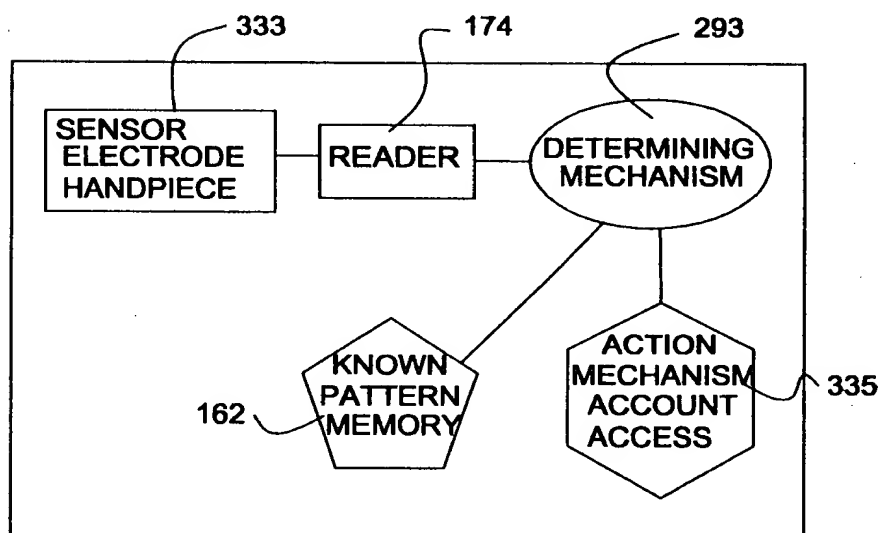 333
174
293
SENSOR
ELECTRODE
HANDPIECE
READER
DETERMINING
MECHANISM
KNOWN
PATTERN
MEMORY
162
ACTION
MECHANISM
ACCOUNT
ACCESS
335